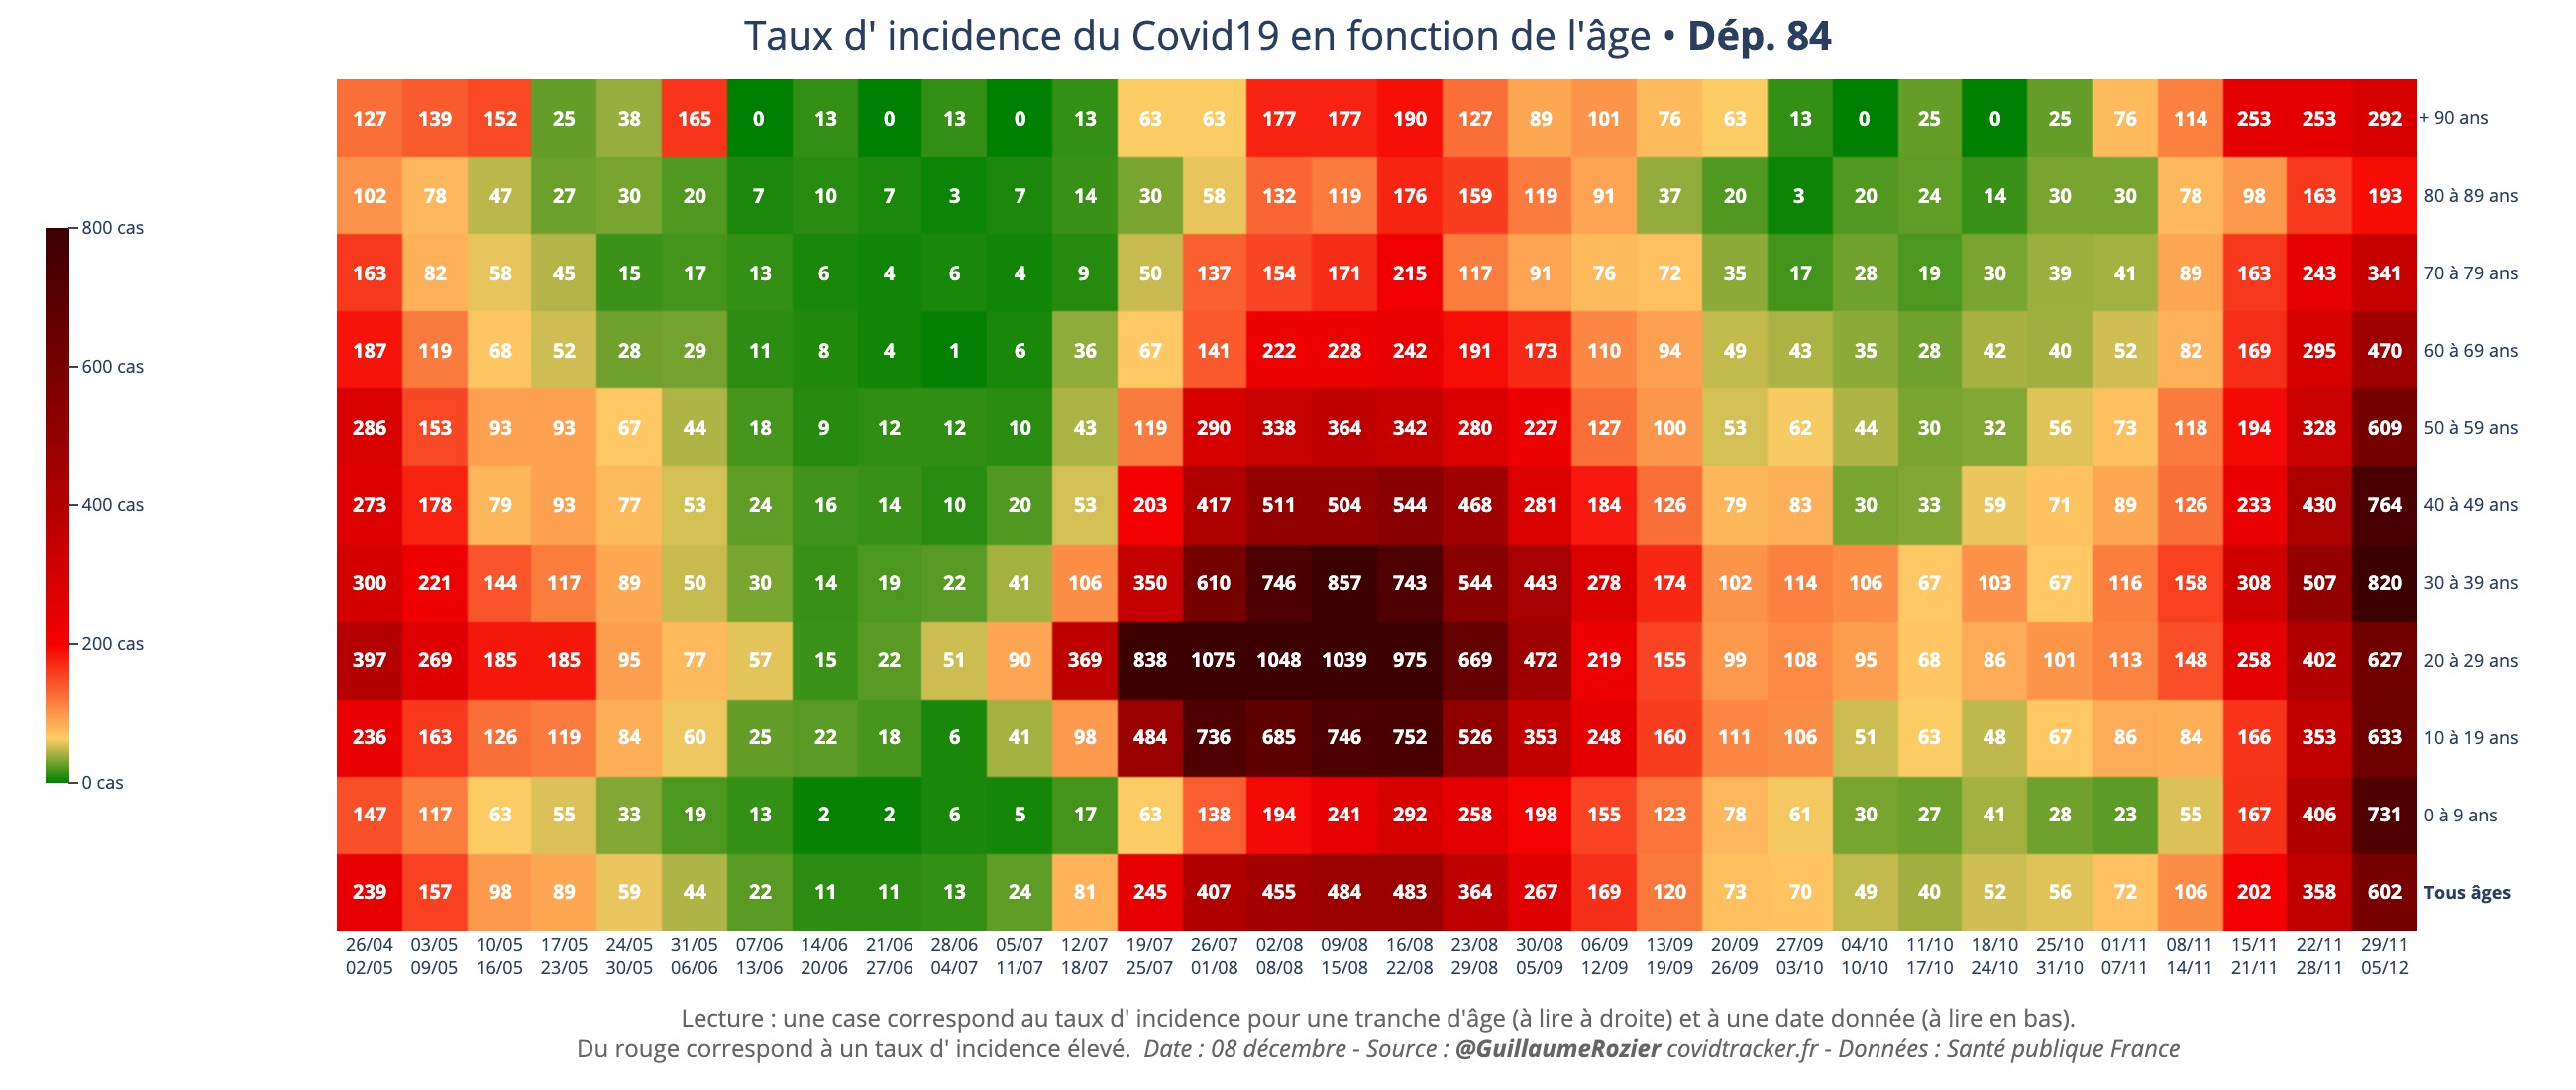 Taux d' incidence du Covid19 en fonction de l'âge • Dép. 84
127 139 152 25 38 165 0 13 0 13 0 13 63 63 177 177 190 127 89 101 76 63 13 0 25 0 25 76 114 253 253 292 + 90 ans
102 78 47 27 30 20 7 10 7 3 7 14 30 58 132 119 176 159 119 91 37 20 3 20 24 14 30 30 78 98 163 193 80 à 89 ans
800 cas
163 82 58 45 15 17 13 6 4 6 4 9 50 137 154 171 215 117 91 76 72 35 17 28 19 30 39 41 89 163 243 341 70 à 79 ans
187 119 68 52 28 29 11 8 4 1 6 36 67 141 222 228 242 191 173 110 94 49 43 35 28 42 40 52 82 169 295 470 60 à 69 ans
600 cas
286 153 93 93 67 44 18 9 12 12 10 43 119 290 338 364 342 280 227 127 100 53 62 44 30 32 56 73 118 194 328 609 50 à 59 ans
400 cas
273 178 79 93 77 53 24 16 14 10 20 53 203 417 511 504 544 468 281 184 126 79 83 30 33 59 71 89 126 233 430 764 40 à 49 ans
300 221 144 117 89 50 30 14 19 22 41 106 350 610 746 857 743 544 443 278 174 102 114 106 67 103 67 116 158 308 507 820 30 à 39 ans
200 cas
397 269 185 185 95 77 57 15 22 51 90 369 838 1075 1048 1039 975 669 472 219 155 99 108 95 68 86 101 113 148 258 402 627 20 à 29 ans
236 163 126 119 84 60 25 22 18 6 41 98 484 736 685 746 752 526 353 248 160 111 106 51 63 48 67 86 84 166 353 633 10 à 19 ans
0 cas
147 117 63 55 33 19 13 2 2 6 5 17 63 138 194 241 292 258 198 155 123 78 61 30 27 41 28 23 55 167 406 731 0 à 9 ans
239 157 98 89 59 44 22 11 11 13 24 81 245 407 455 484 483 364 267 169 120 73 70 49 40 52 56 72 106 202 358 602 Tous âges
26/04 03/05 10/05 17/05 24/05 31/05 07/06 14/06 21/06 28/06 05/07 12/07 19/07 26/07 02/08 09/08 16/08 23/08 30/08 06/09 13/09 20/09 27/09 04/10 11/10 18/10 25/10 01/11 08/11 15/11 22/11 29/11
02/05 09/05 16/05 23/05 30/05 06/06 13/06 20/06 27/06 04/07 11/07 18/07 25/07 01/08 08/08 15/08 22/08 29/08 05/09 12/09 19/09 26/09 03/10 10/10 17/10 24/10 31/10 07/11 14/11 21/11 28/11 05/12
Lecture : une case correspond au taux d' incidence pour une tranche d'âge (à lire à droite) et à une date donnée (à lire en bas).
Du rouge correspond à un taux d' incidence élevé. Date : 08 décembre - Source : @GuillaumeRozier covidtracker.fr - Données : Santé publique France